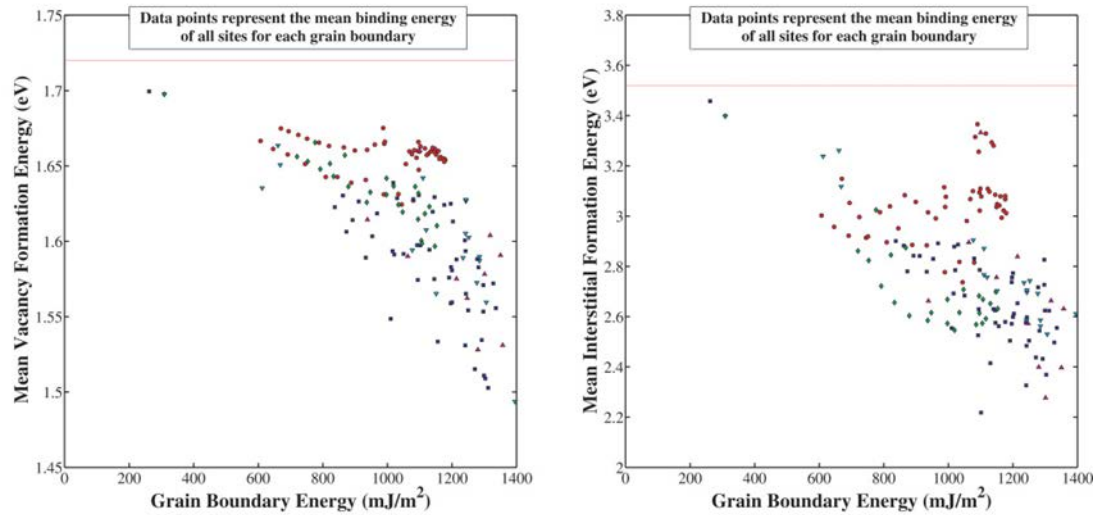 Data points represent the mean binding energy
of all sites for each grain boundary
Mean Vacancy Formation Energy (eV)
1.75
1.7
1.65
1.6
1.55
1.5
1.45
0 200 400 600 800 1000 1200 1400
Grain Boundary Energy (mJ/m²)
Data points represent the mean binding energy
of all sites for each grain boundary
Mean Interstitial Formation Energy (eV)
3.8
3.6
3.4
3.2
3
2.8
2.6
2.4
2.2
2
0 200 400 600 800 1000 1200 1400
Grain Boundary Energy (mJ/m²)